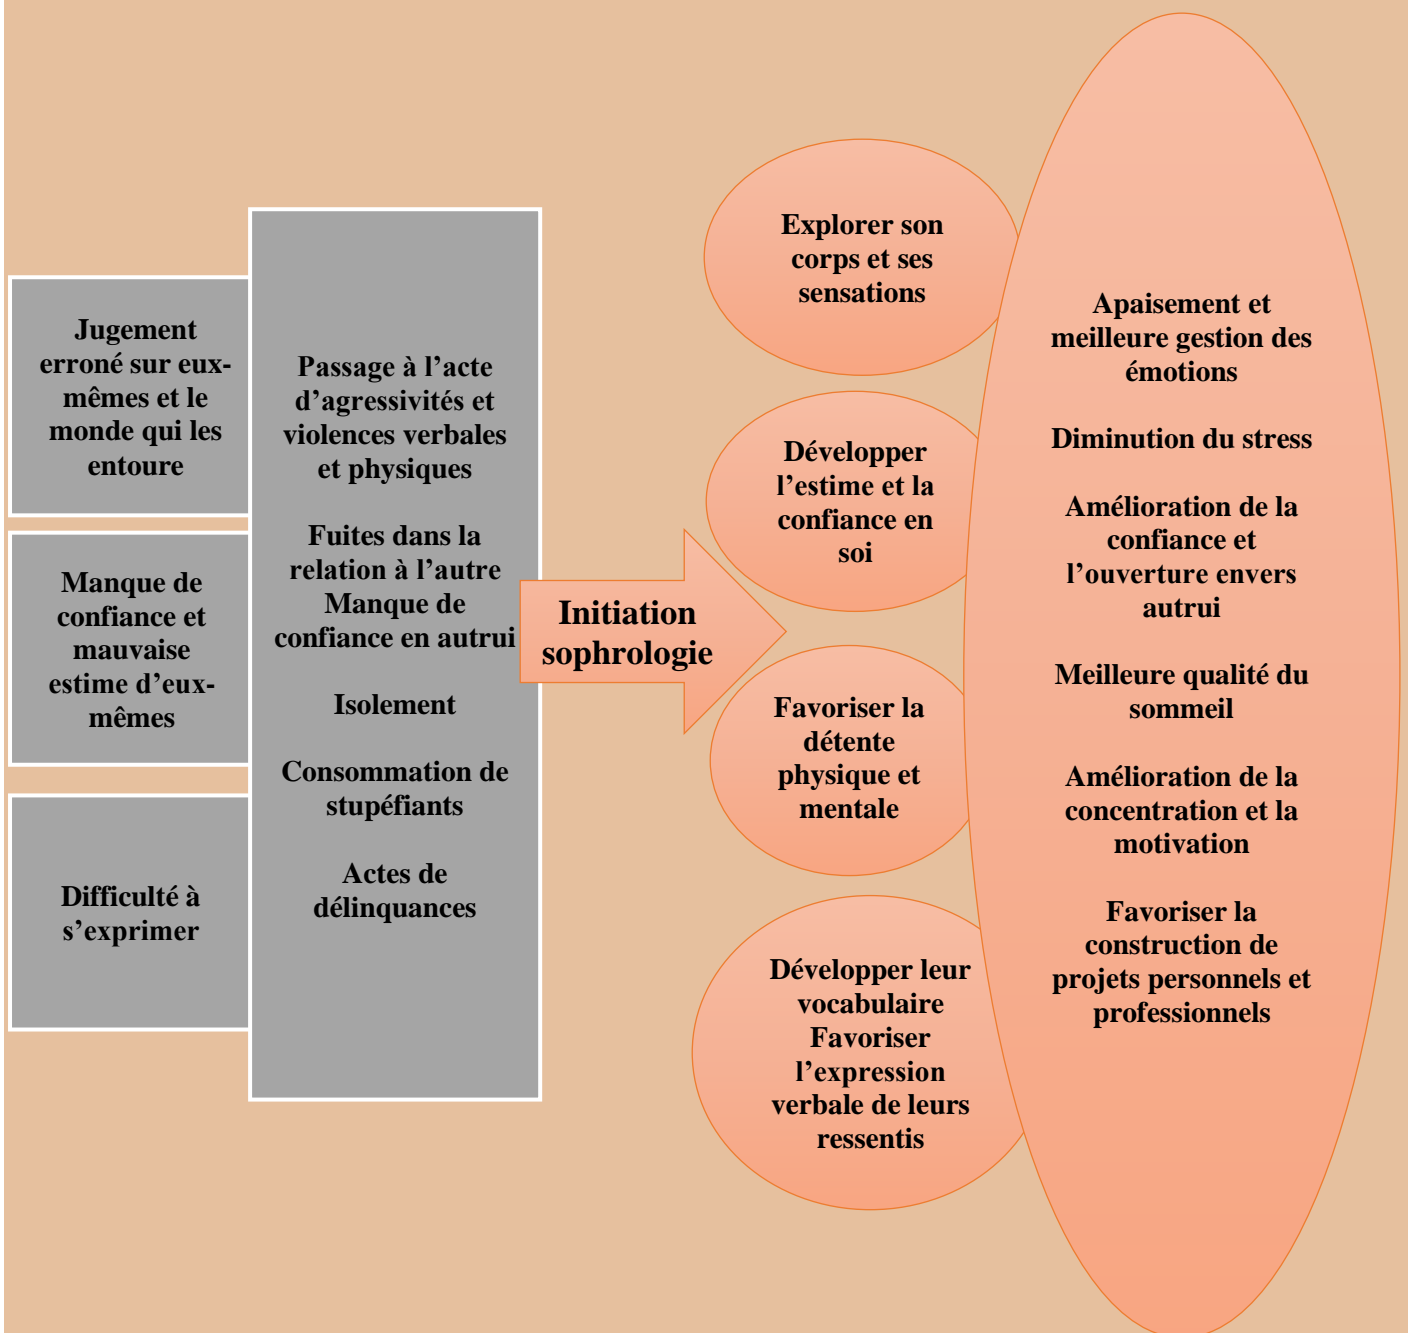 Jugement
erroné sur eux-
mêmes et le
monde qui les
entoure
Manque de
confiance et
mauvaise
estime d’eux-
mêmes
Difficulté à
s’exprimer
Passage à l’acte
d’agressivités et
violences verbales
et physiques
Fuites dans la
relation à l’autre
Manque de
confiance en autrui
Isolement
Consommation de
stupéfiants
Actes de
délinquances
Initiation
sophrologie
Explorer son
corps et ses
sensations
Développer
l’estime et la
confiance en
soi
Favoriser la
détente
physique et
mentale
Développer leur
vocabulaire
Favoriser
l’expression
verbale de leurs
ressentis
Apaisement et
meilleure gestion des
émotions
Diminution du stress
Amélioration de la
confiance et
l’ouverture envers
autrui
Meilleure qualité du
sommeil
Amélioration de la
concentration et la
motivation
Favoriser la
construction de
projets personnels et
professionnels